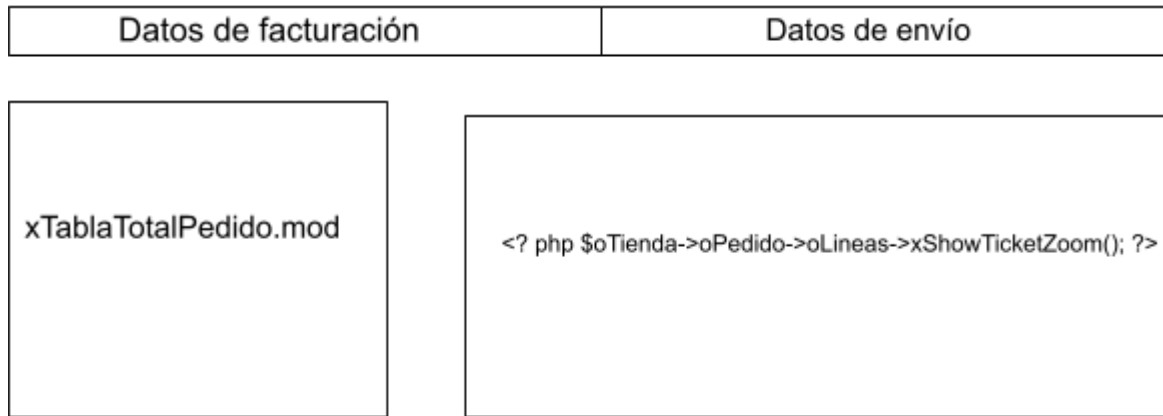 Datos de facturación
Datos de envío
xTablaTotalPedido.mod
<? php $oTienda->oPedido->oLineas->xShowTicketZoom(); ?>